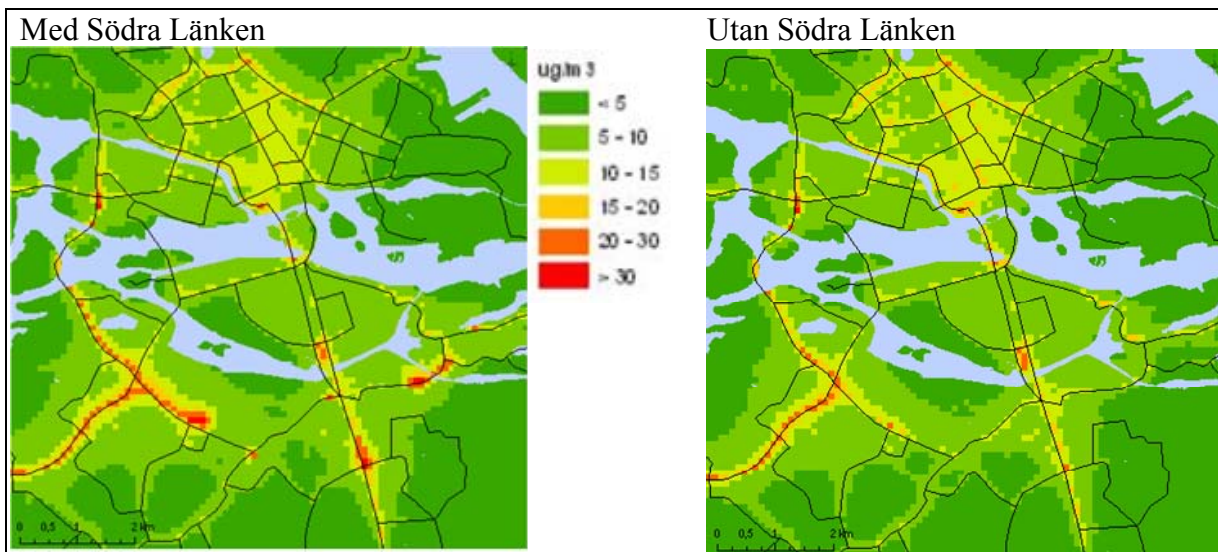 Med Södra Länken
Utan Södra Länken
ug/m 3
< 5
5 - 10
10 - 15
15 - 20
20 - 30
> 30
0 0,5 1 2 km
0 0,5 1 2 km